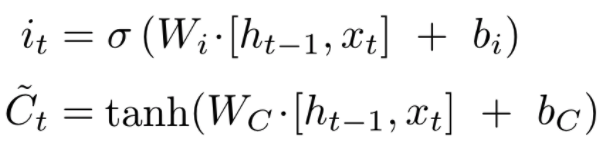 i_t = σ (W_i·[h_{t−1}, x_t] + b_i)
C̃_t = tanh(W_C·[h_{t−1}, x_t] + b_C)